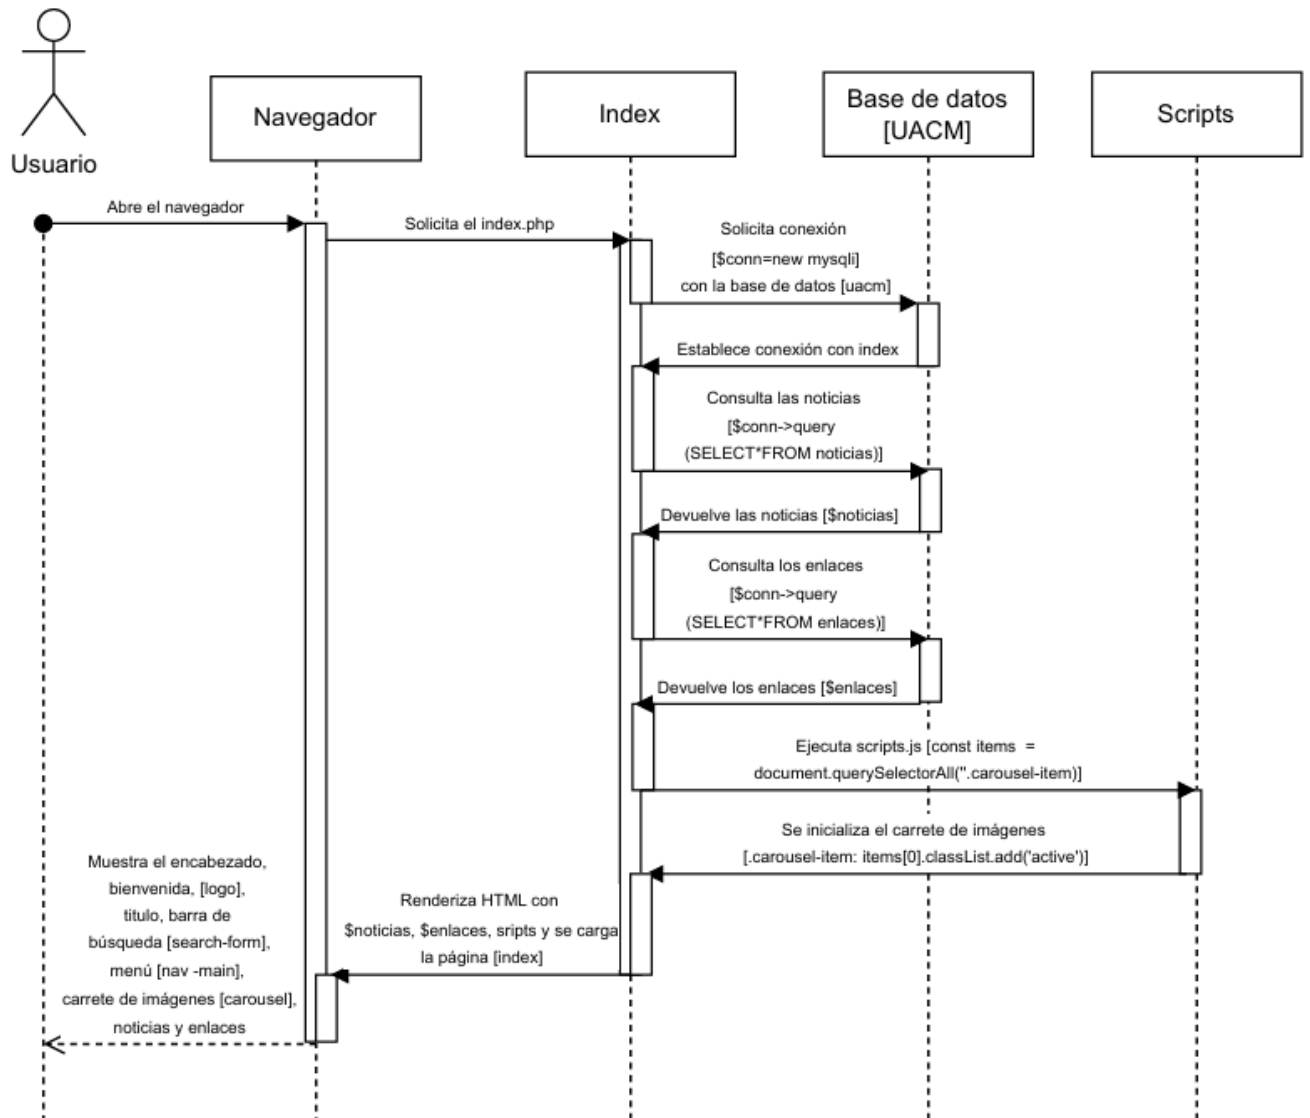 Usuario
Navegador
Index
Base de datos
[UACM]
Scripts
Abre el navegador
Solicita el index.php
Solicita conexión
[$conn=new mysqli]
con la base de datos [uacm]
Establece conexión con index
Consulta las noticias
[$conn->query
(SELECT*FROM noticias)]
Devuelve las noticias [$noticias]
Consulta los enlaces
[$conn->query
(SELECT*FROM enlaces)]
Devuelve los enlaces [$enlaces]
Ejecuta scripts.js [const items =
document.querySelectorAll(".carousel-item)]
Se inicializa el carrete de imágenes
[.carousel-item: items[0].classList.add('active')]
Renderiza HTML con
$noticias, $enlaces, sripts y se carga
la página [index]
Muestra el encabezado,
bienvenida, [logo],
titulo, barra de
búsqueda [search-form],
menú [nav -main],
carrete de imágenes [carousel],
noticias y enlaces